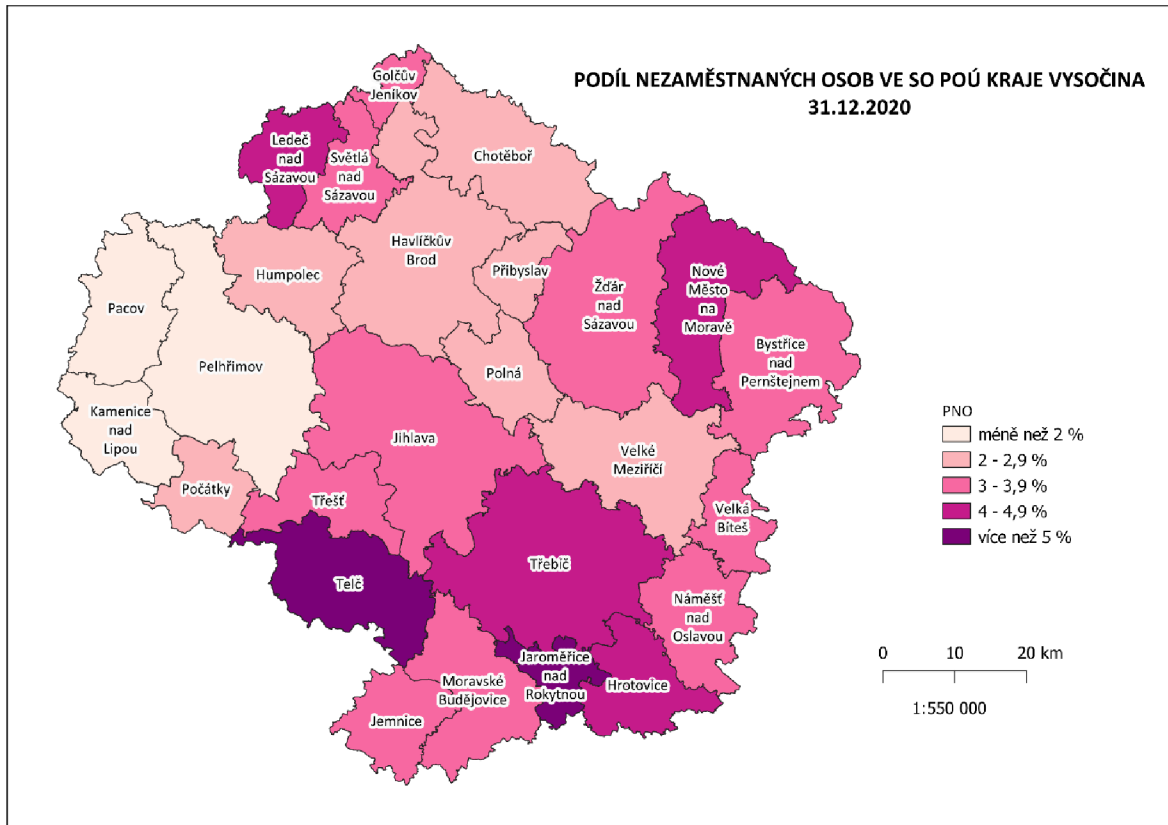 PODÍL NEZAMĚSTNANÝCH OSOB VE SO POÚ KRAJE VYSOČINA
31.12.2020
Golčův
Jeníkov
Ledeč
nad
Sázavou
Světlá
nad
Sázavou
Chotěboř
Havlíčkův
Brod
Přibyslav
Humpolec
Žďár
nad
Sázavou
Nové
Město
na
Moravě
Pacov
Pelhřimov
Bystřice
nad
Pernštejnem
Polná
Kamenice
nad
Lipou
Jihlava
Velké
Meziříčí
Počátky
Třešť
Velká
Bíteš
Telč
Třebíč
Náměšť
nad
Oslavou
Jaroměřice
nad
Rokytnou
Hrotovice
Moravské
Budějovice
Jemnice
PNO
méně než 2 %
2 - 2,9 %
3 - 3,9 %
4 - 4,9 %
více než 5 %
0 10 20 km
1:550 000